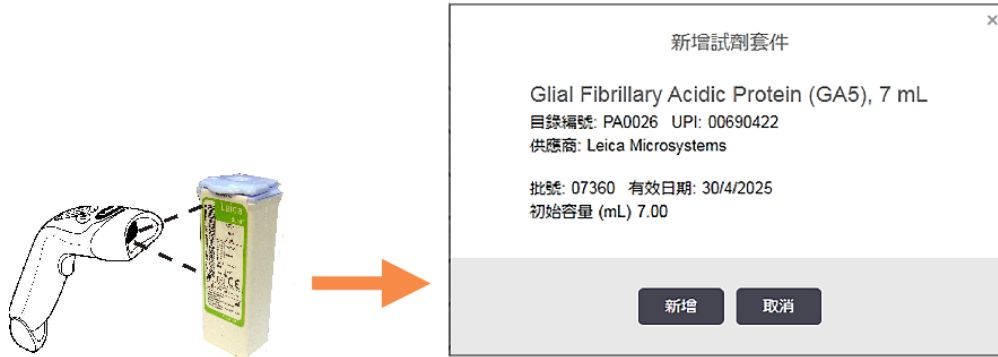 Leica
新增試劑套件
Glial Fibrillary Acidic Protein (GA5), 7 mL
目錄編號: PA0026 UPI: 00690422
供應商: Leica Microsystems
批號: 07360 有效日期: 30/4/2025
初始容量 (mL) 7.00
新增 取消